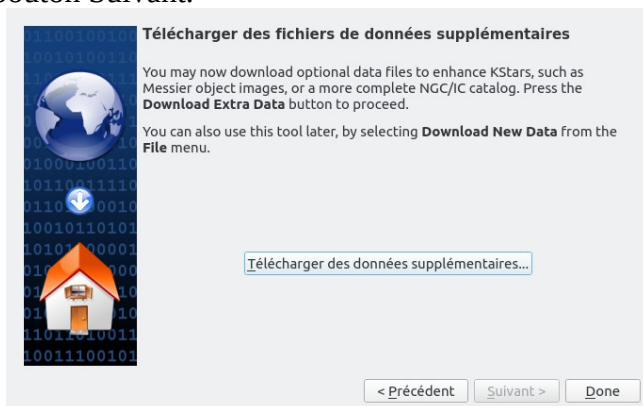 bouton Suivant.
Télécharger des fichiers de données supplémentaires
You may now download optional data files to enhance KStars, such as
Messier object images, or a more complete NGC/IC catalog. Press the
Download Extra Data button to proceed.
You can also use this tool later, by selecting Download New Data from the
File menu.
Télécharger des données supplémentaires...
< Précédent Suivant > Done